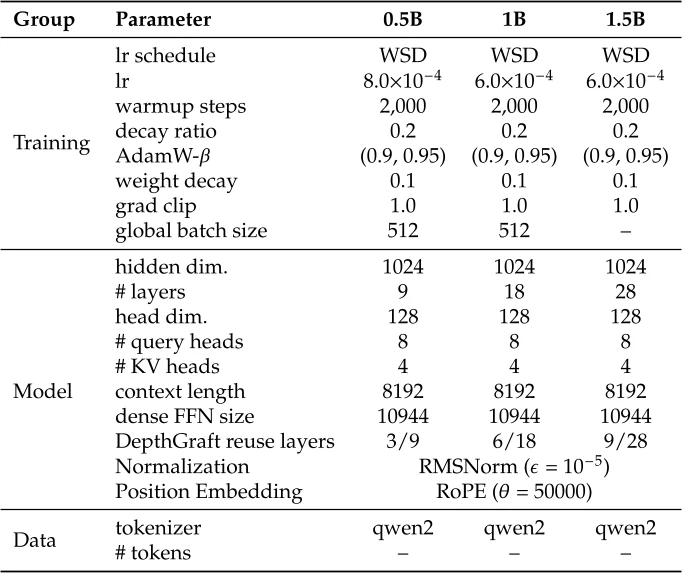 Group Parameter 0.5B 1B 1.5B
lr schedule WSD WSD WSD
lr 8.0×10⁻⁴ 6.0×10⁻⁴ 6.0×10⁻⁴
warmup steps 2,000 2,000 2,000
decay ratio 0.2 0.2 0.2
Training AdamW-β (0.9, 0.95) (0.9, 0.95) (0.9, 0.95)
weight decay 0.1 0.1 0.1
grad clip 1.0 1.0 1.0
global batch size 512 512 –
hidden dim. 1024 1024 1024
# layers 9 18 28
head dim. 128 128 128
# query heads 8 8 8
# KV heads 4 4 4
Model context length 8192 8192 8192
dense FFN size 10944 10944 10944
DepthGraft reuse layers 3/9 6/18 9/28
Normalization RMSNorm (ϵ = 10⁻⁵)
Position Embedding RoPE (θ = 50000)
Data tokenizer qwen2 qwen2 qwen2
# tokens – – –